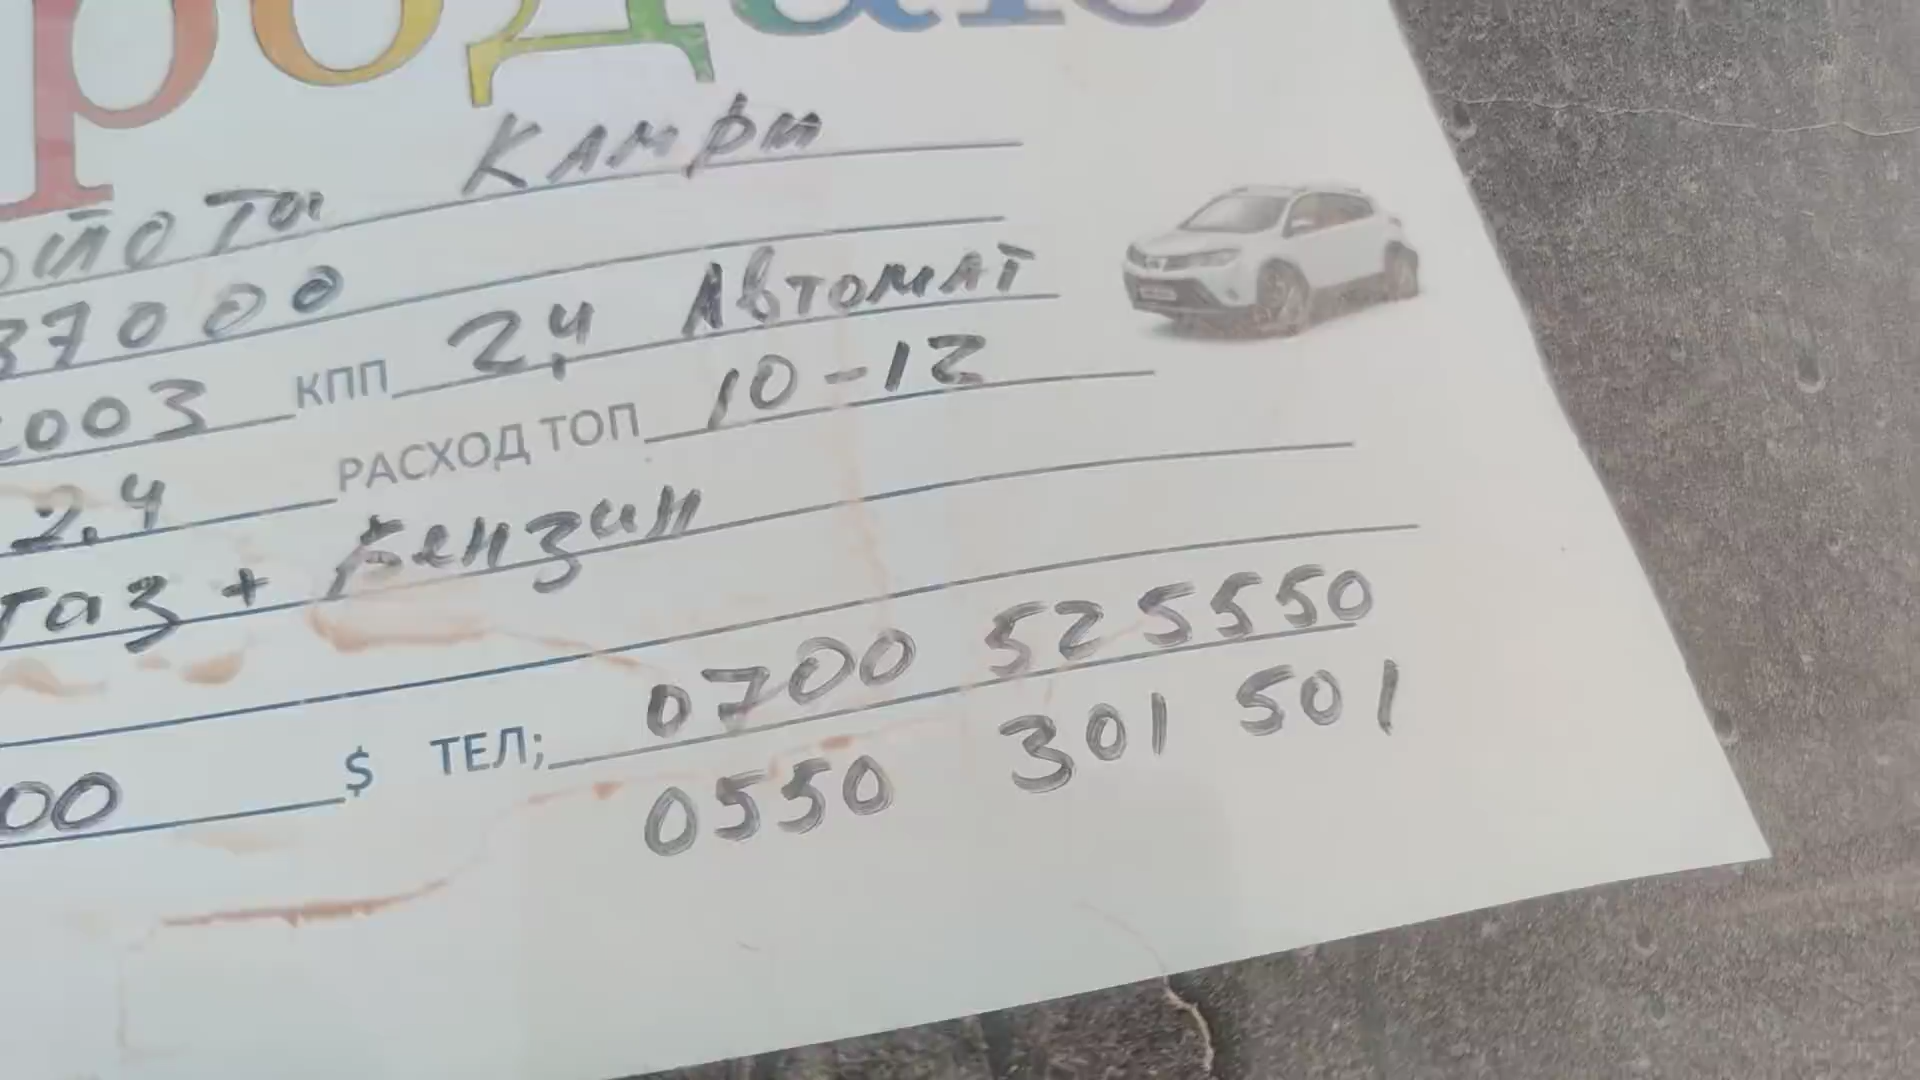 родаю
ойота Камри
37000
2003 КПП 2,4 Автомат
2.4 РАСХОД ТОП 10-12
газ + Бензин
00 $ ТЕЛ; 0700 525550
0550 301 501